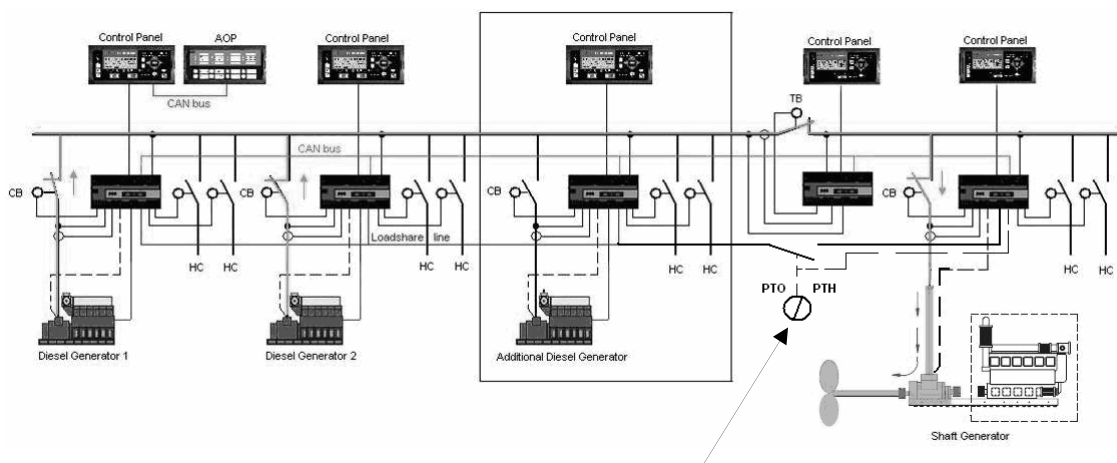 Control Panel AOP Control Panel Control Panel Control Panel Control Panel
CAN bus TB
CAN bus
CB CB CB CB
Loadshare line
HC HC HC HC HC HC HC HC
PTO PTH
Diesel Generator 1 Diesel Generator 2 Additional Diesel Generator
Shaft Generator